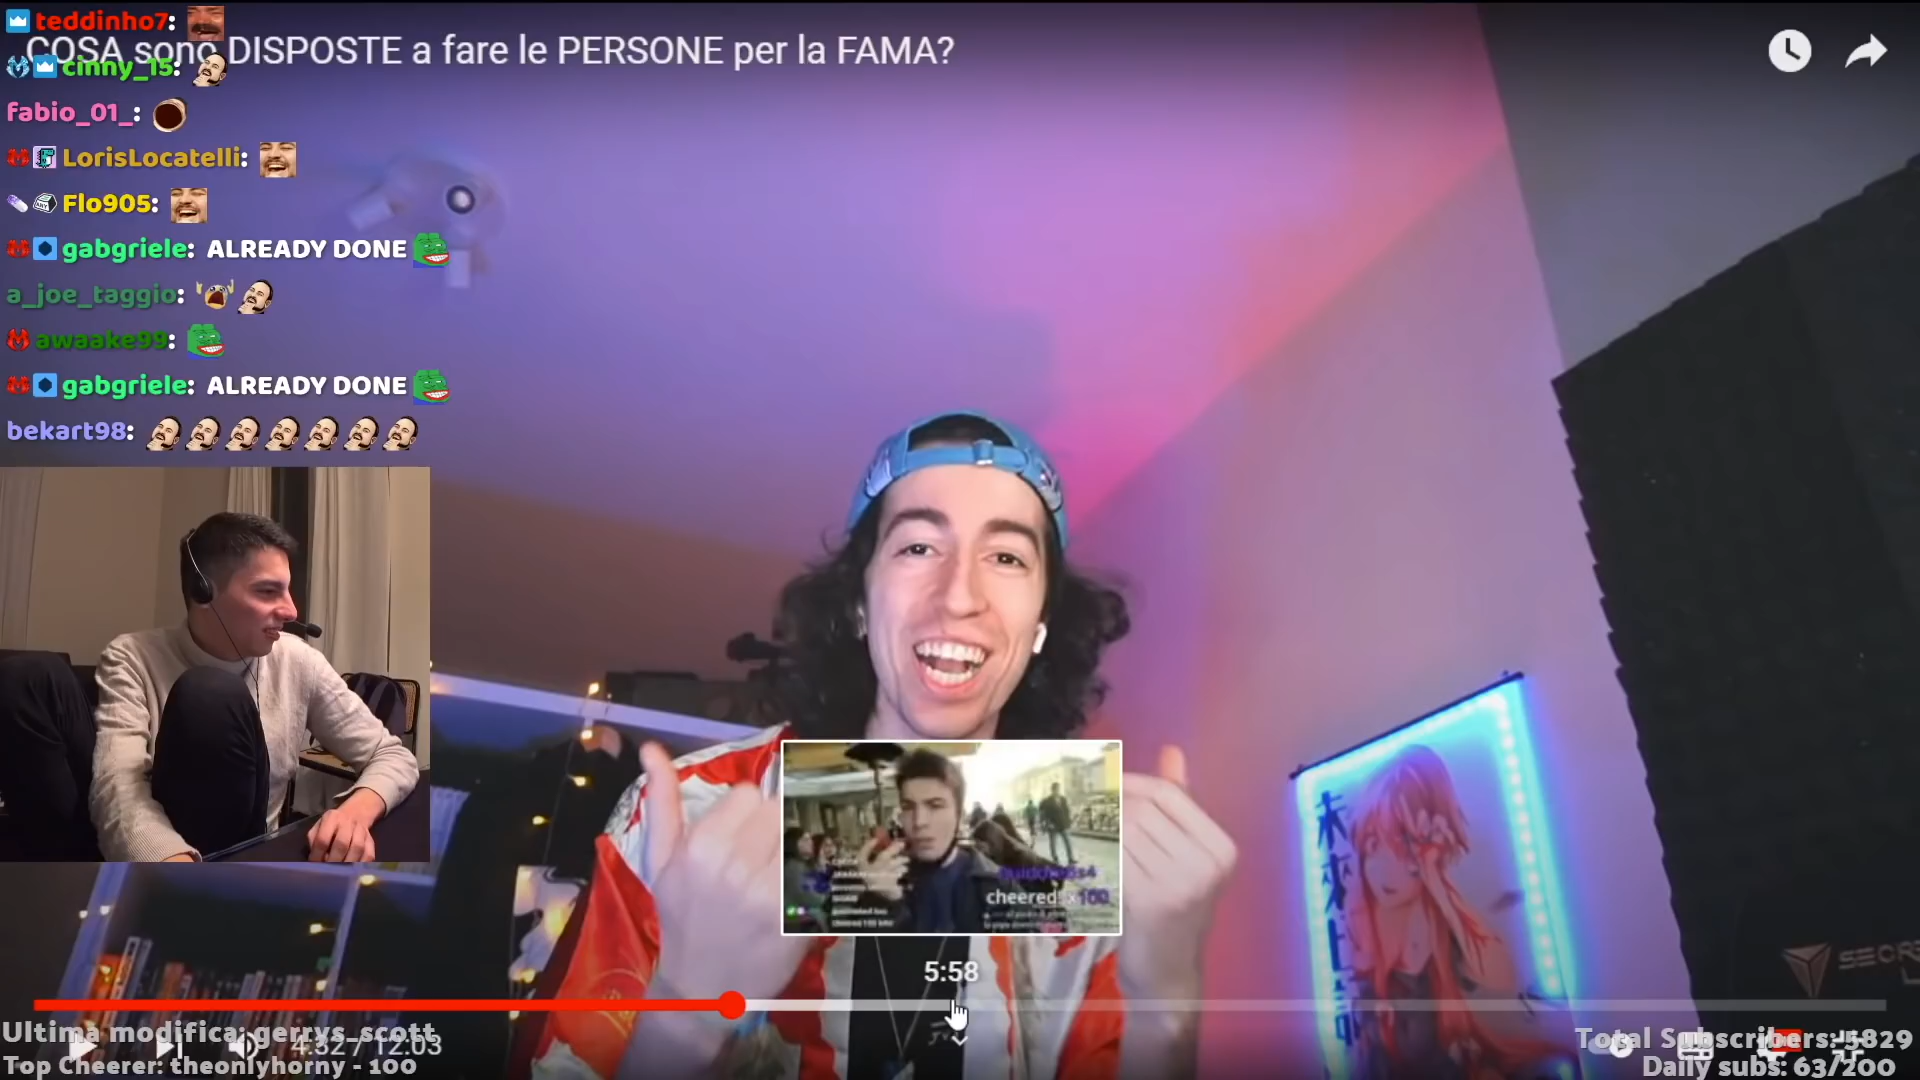 teddinho7:
COSA sono DISPOSTE a fare le PERSONE per la FAMA?
cinny_15:
fabio_01_:
LorisLocatelli:
Flo905:
gabgriele: ALREADY DONE
a_joe_taggio:
awaake99:
gabgriele: ALREADY DONE
bekart98:
cheered! x100
5:58
Ultima modifica: gerrys_scott
4:32 / 12:03
Top Cheerer: theonlyhorny - 100
Total Subscribers: 5829
Daily subs: 63/200